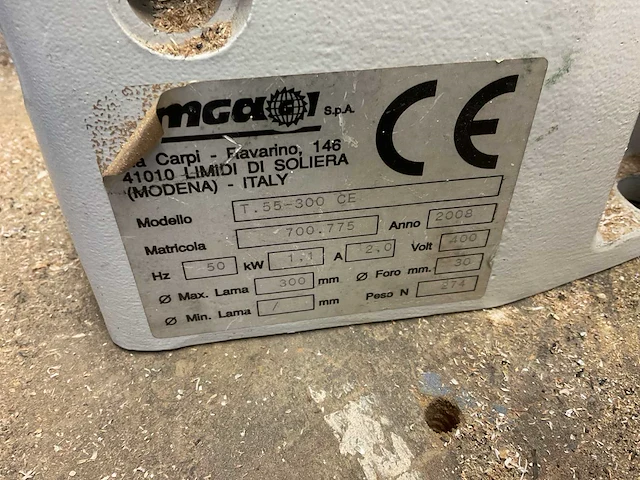 S.p.A. CE
Carpi - Ravarino, 146
41010 LIMIDI DI SOLIERA
(MODENA) - ITALY
Modello T.55-300 CE
Matricola 700.775 Anno 2008
Hz 50 kW 1.1 A 2.0 Volt 400
Ø Max. Lama 300 mm Ø Foro mm. 30
Ø Min. Lama / mm Peso N 274